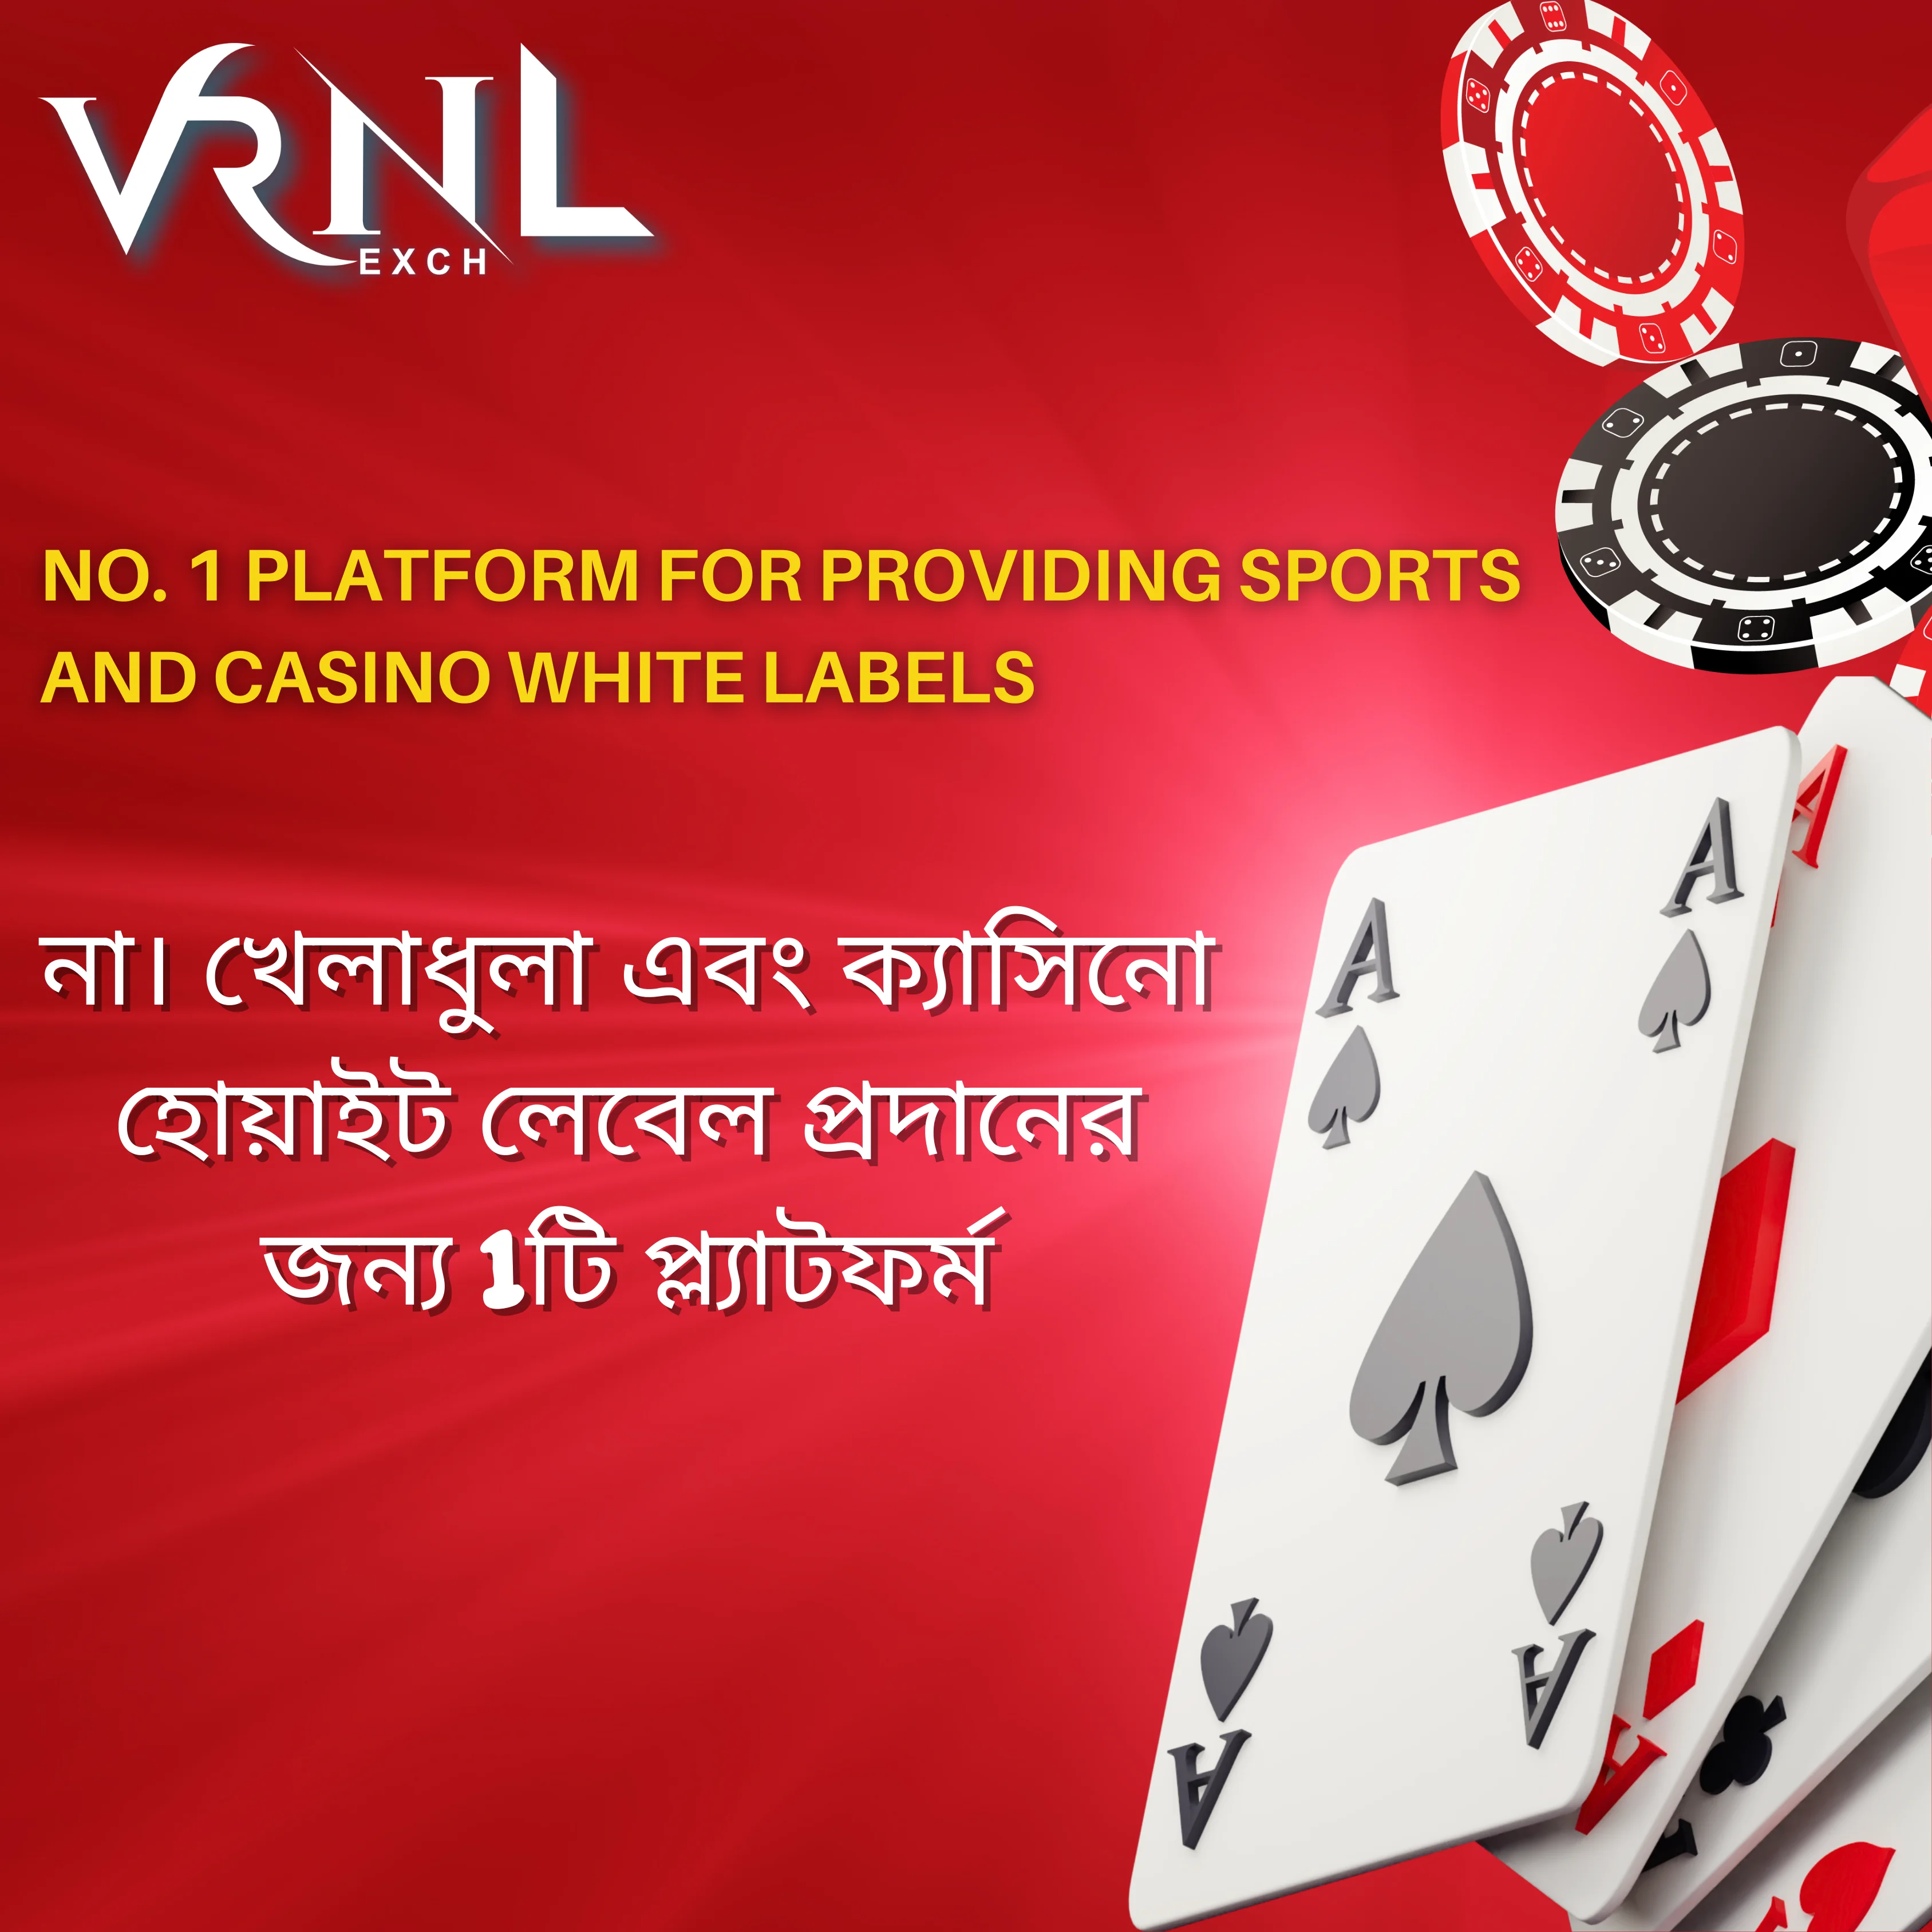 VRNL
EXCH
NO. 1 PLATFORM FOR PROVIDING SPORTS
AND CASINO WHITE LABELS
না। খেলাধুলা এবং ক্যাসিনো
হোয়াইট লেবেল প্রদানের
জন্য 1টি প্ল্যাটফর্ম
A
A
A
A
A
A